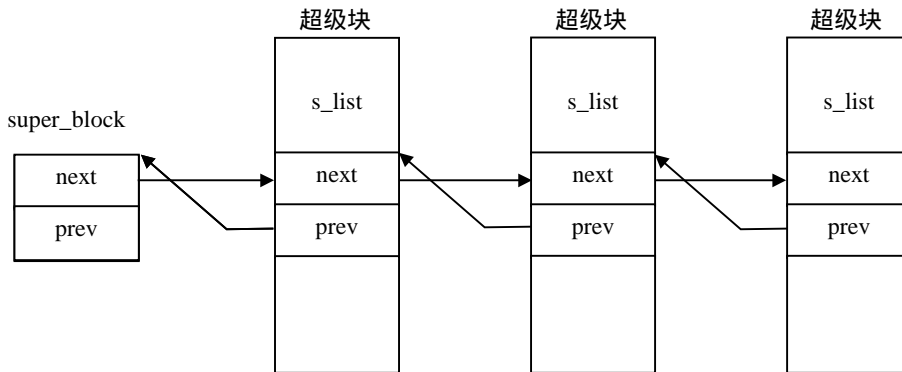 超级块 超级块 超级块
s_list s_list s_list
super_block
next next next next
prev prev prev prev